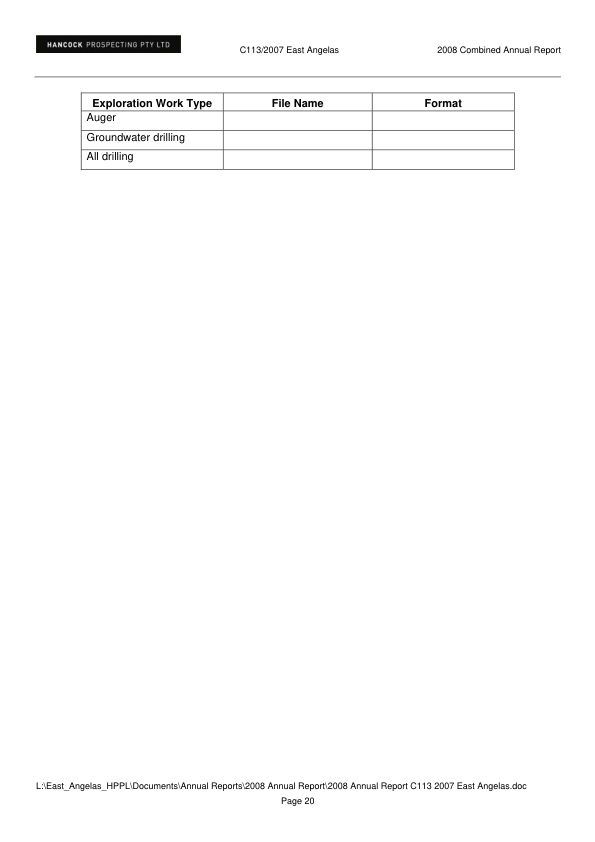 HANCOCK PROSPECTING PTY LTD
C113/2007 East Angelas
2008 Combined Annual Report
Exploration Work Type File Name Format
Auger
Groundwater drilling
All drilling
L:\East_Angelas_HPPL\Documents\Annual Reports\2008 Annual Report\2008 Annual Report C113 2007 East Angelas.doc
Page 20